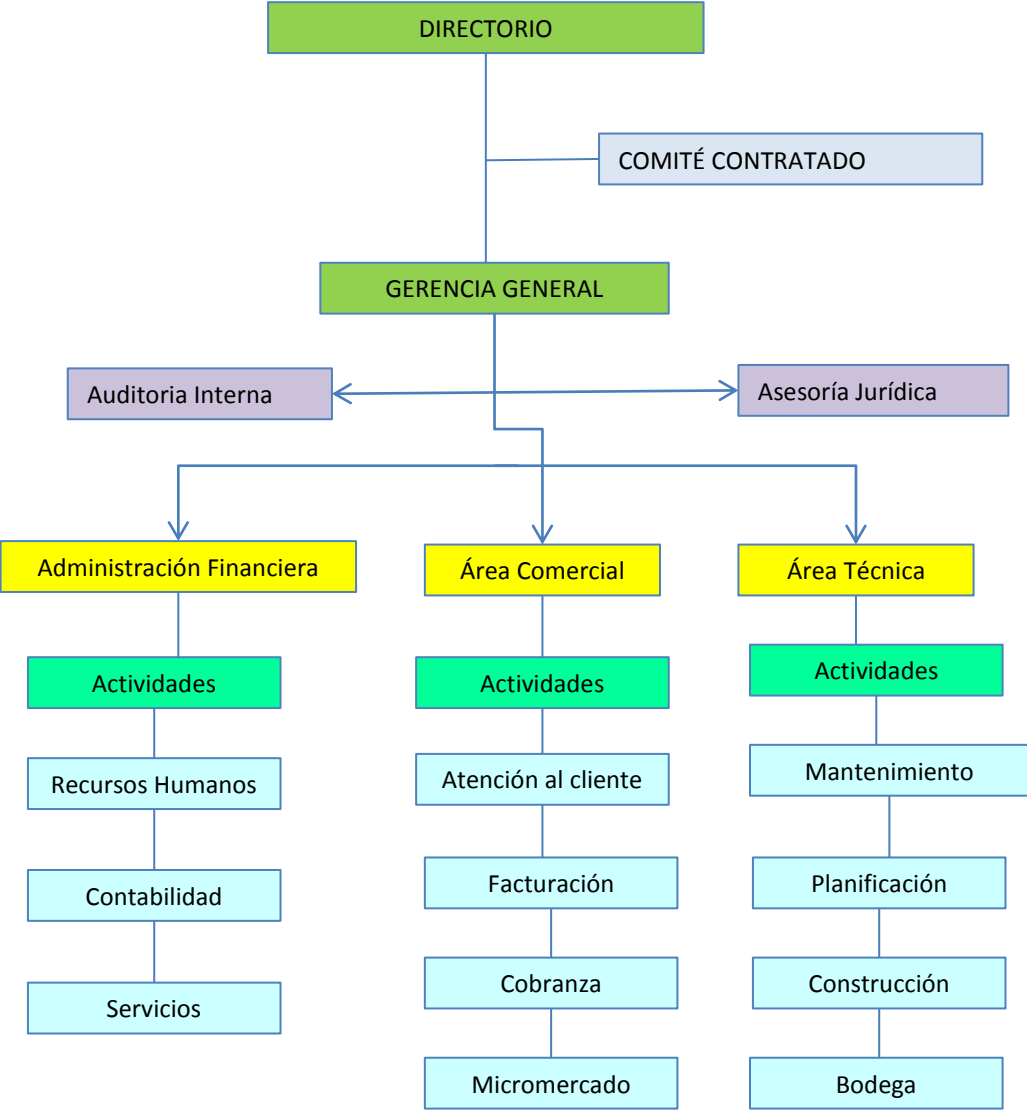 DIRECTORIO
COMITÉ CONTRATADO
GERENCIA GENERAL
Auditoria Interna
Asesoría Jurídica
Administración Financiera
Área Comercial
Área Técnica
Actividades
Actividades
Actividades
Recursos Humanos
Atención al cliente
Mantenimiento
Contabilidad
Facturación
Planificación
Servicios
Cobranza
Construcción
Micromercado
Bodega